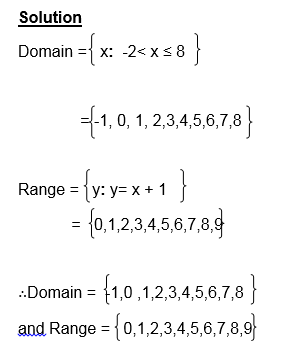 Solution
Domain ={ x: -2< x ≤ 8 }
={-1, 0, 1, 2,3,4,5,6,7,8 }
Range = {y: y= x + 1 }
= {0,1,2,3,4,5,6,7,8,9}
∴Domain = {-1,0 ,1,2,3,4,5,6,7,8 }
and Range = { 0,1,2,3,4,5,6,7,8,9}